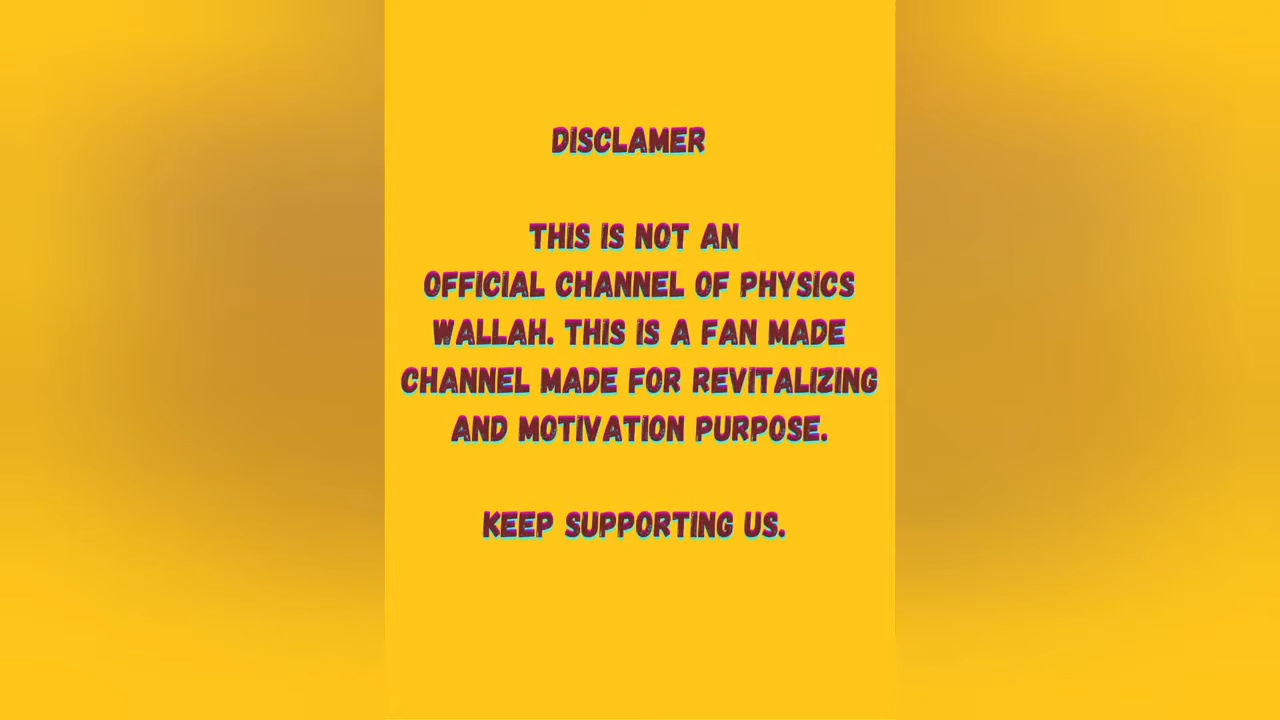 DISCLAMER
THIS IS NOT AN
OFFICIAL CHANNEL OF PHYSICS
WALLAH. THIS IS A FAN MADE
CHANNEL MADE FOR REVITALIZING
AND MOTIVATION PURPOSE.
KEEP SUPPORTING US.